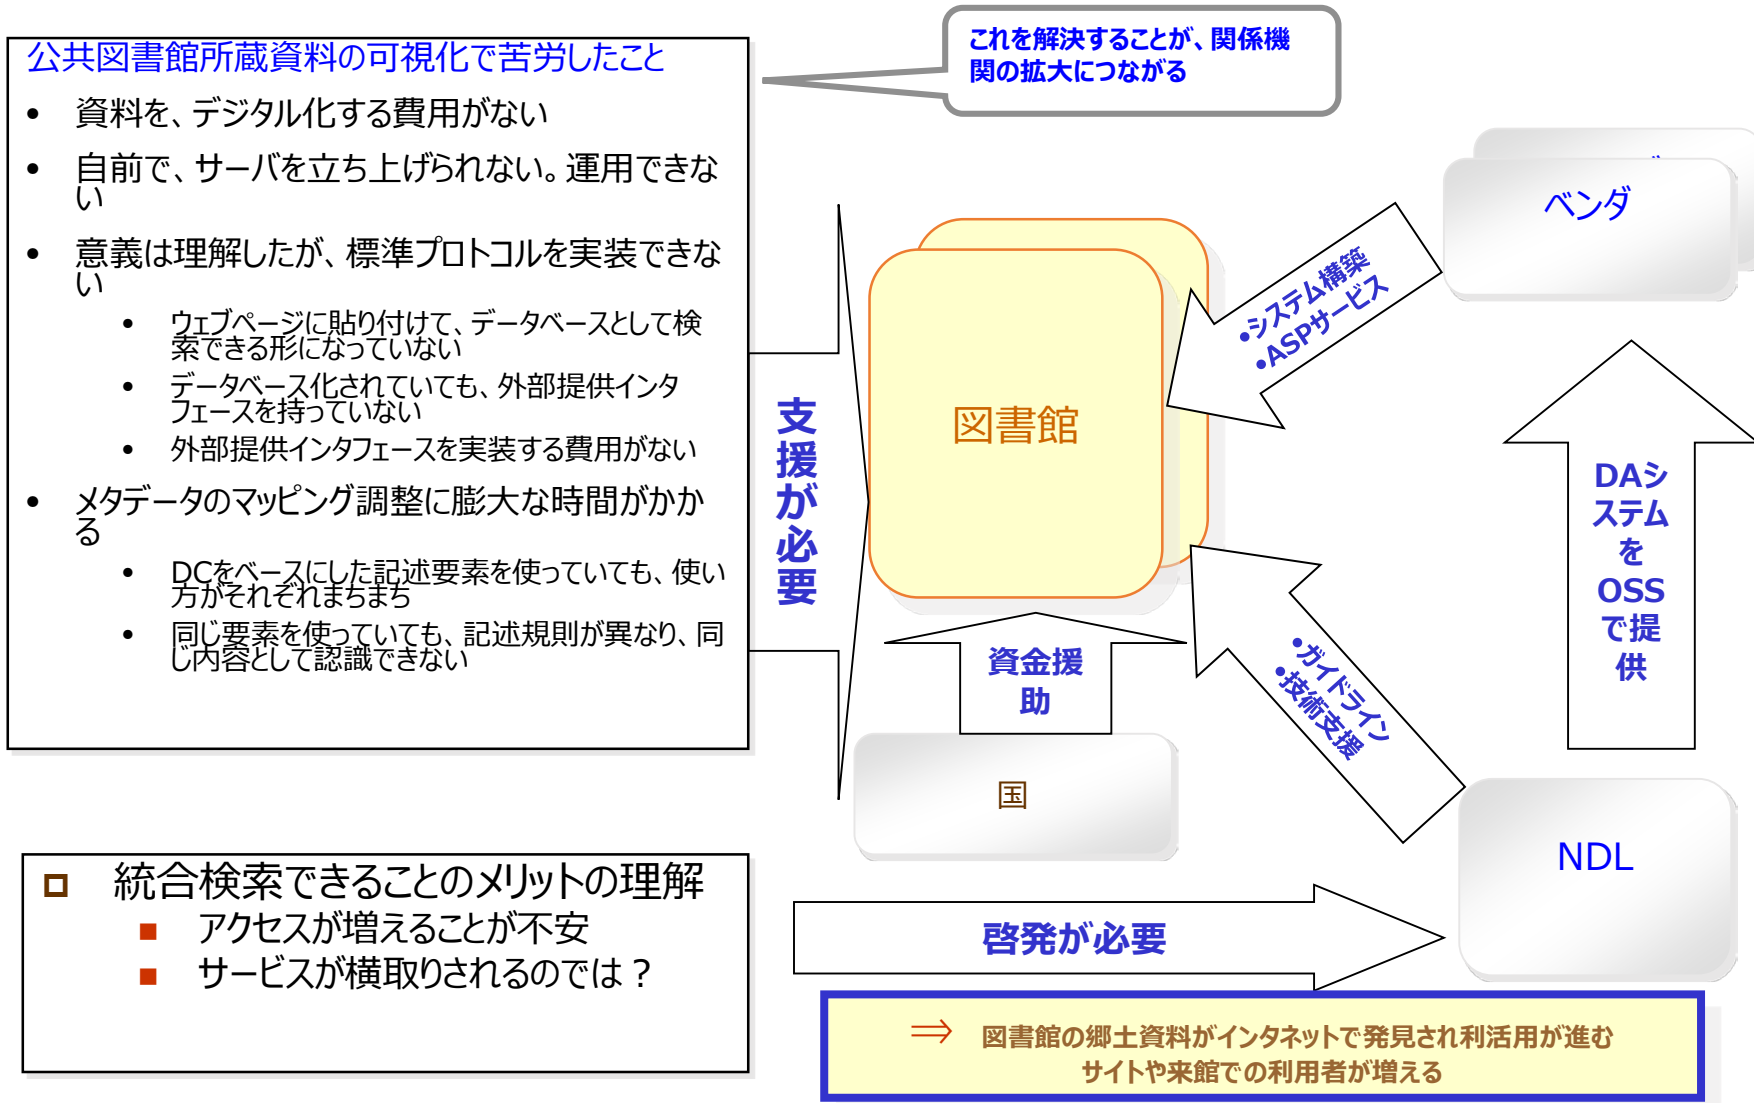 公共図書館所蔵資料の可視化で苦労したこと
• 資料を、デジタル化する費用がない
• 自前で、サーバを立ち上げられない。運用できな
い
• 意義は理解したが、標準プロトコルを実装できな
い
• ウェブページに貼り付けて、データベースとして検
索できる形になっていない
• データベース化されていても、外部提供インタ
フェースを持っていない
• 外部提供インタフェースを実装する費用がない
• メタデータのマッピング調整に膨大な時間がかか
る
• DCをベースにした記述要素を使っていても、使い
方がそれぞれまちまち
• 同じ要素を使っていても、記述規則が異なり、同
じ内容として認識できない
これを解決することが、関係機
関の拡大につながる
支援が必要
図書館
ベンダ
•システム構築
•ASPサービス
DAシ
ステム
を
OSS
で提
供
資金援
助
国
•ガイドライン
•技術支援
NDL
統合検索できることのメリットの理解
アクセスが増えることが不安
サービスが横取りされるのでは？
啓発が必要
⇒ 図書館の郷土資料がインタネットで発見され利活用が進む
サイトや来館での利用者が増える